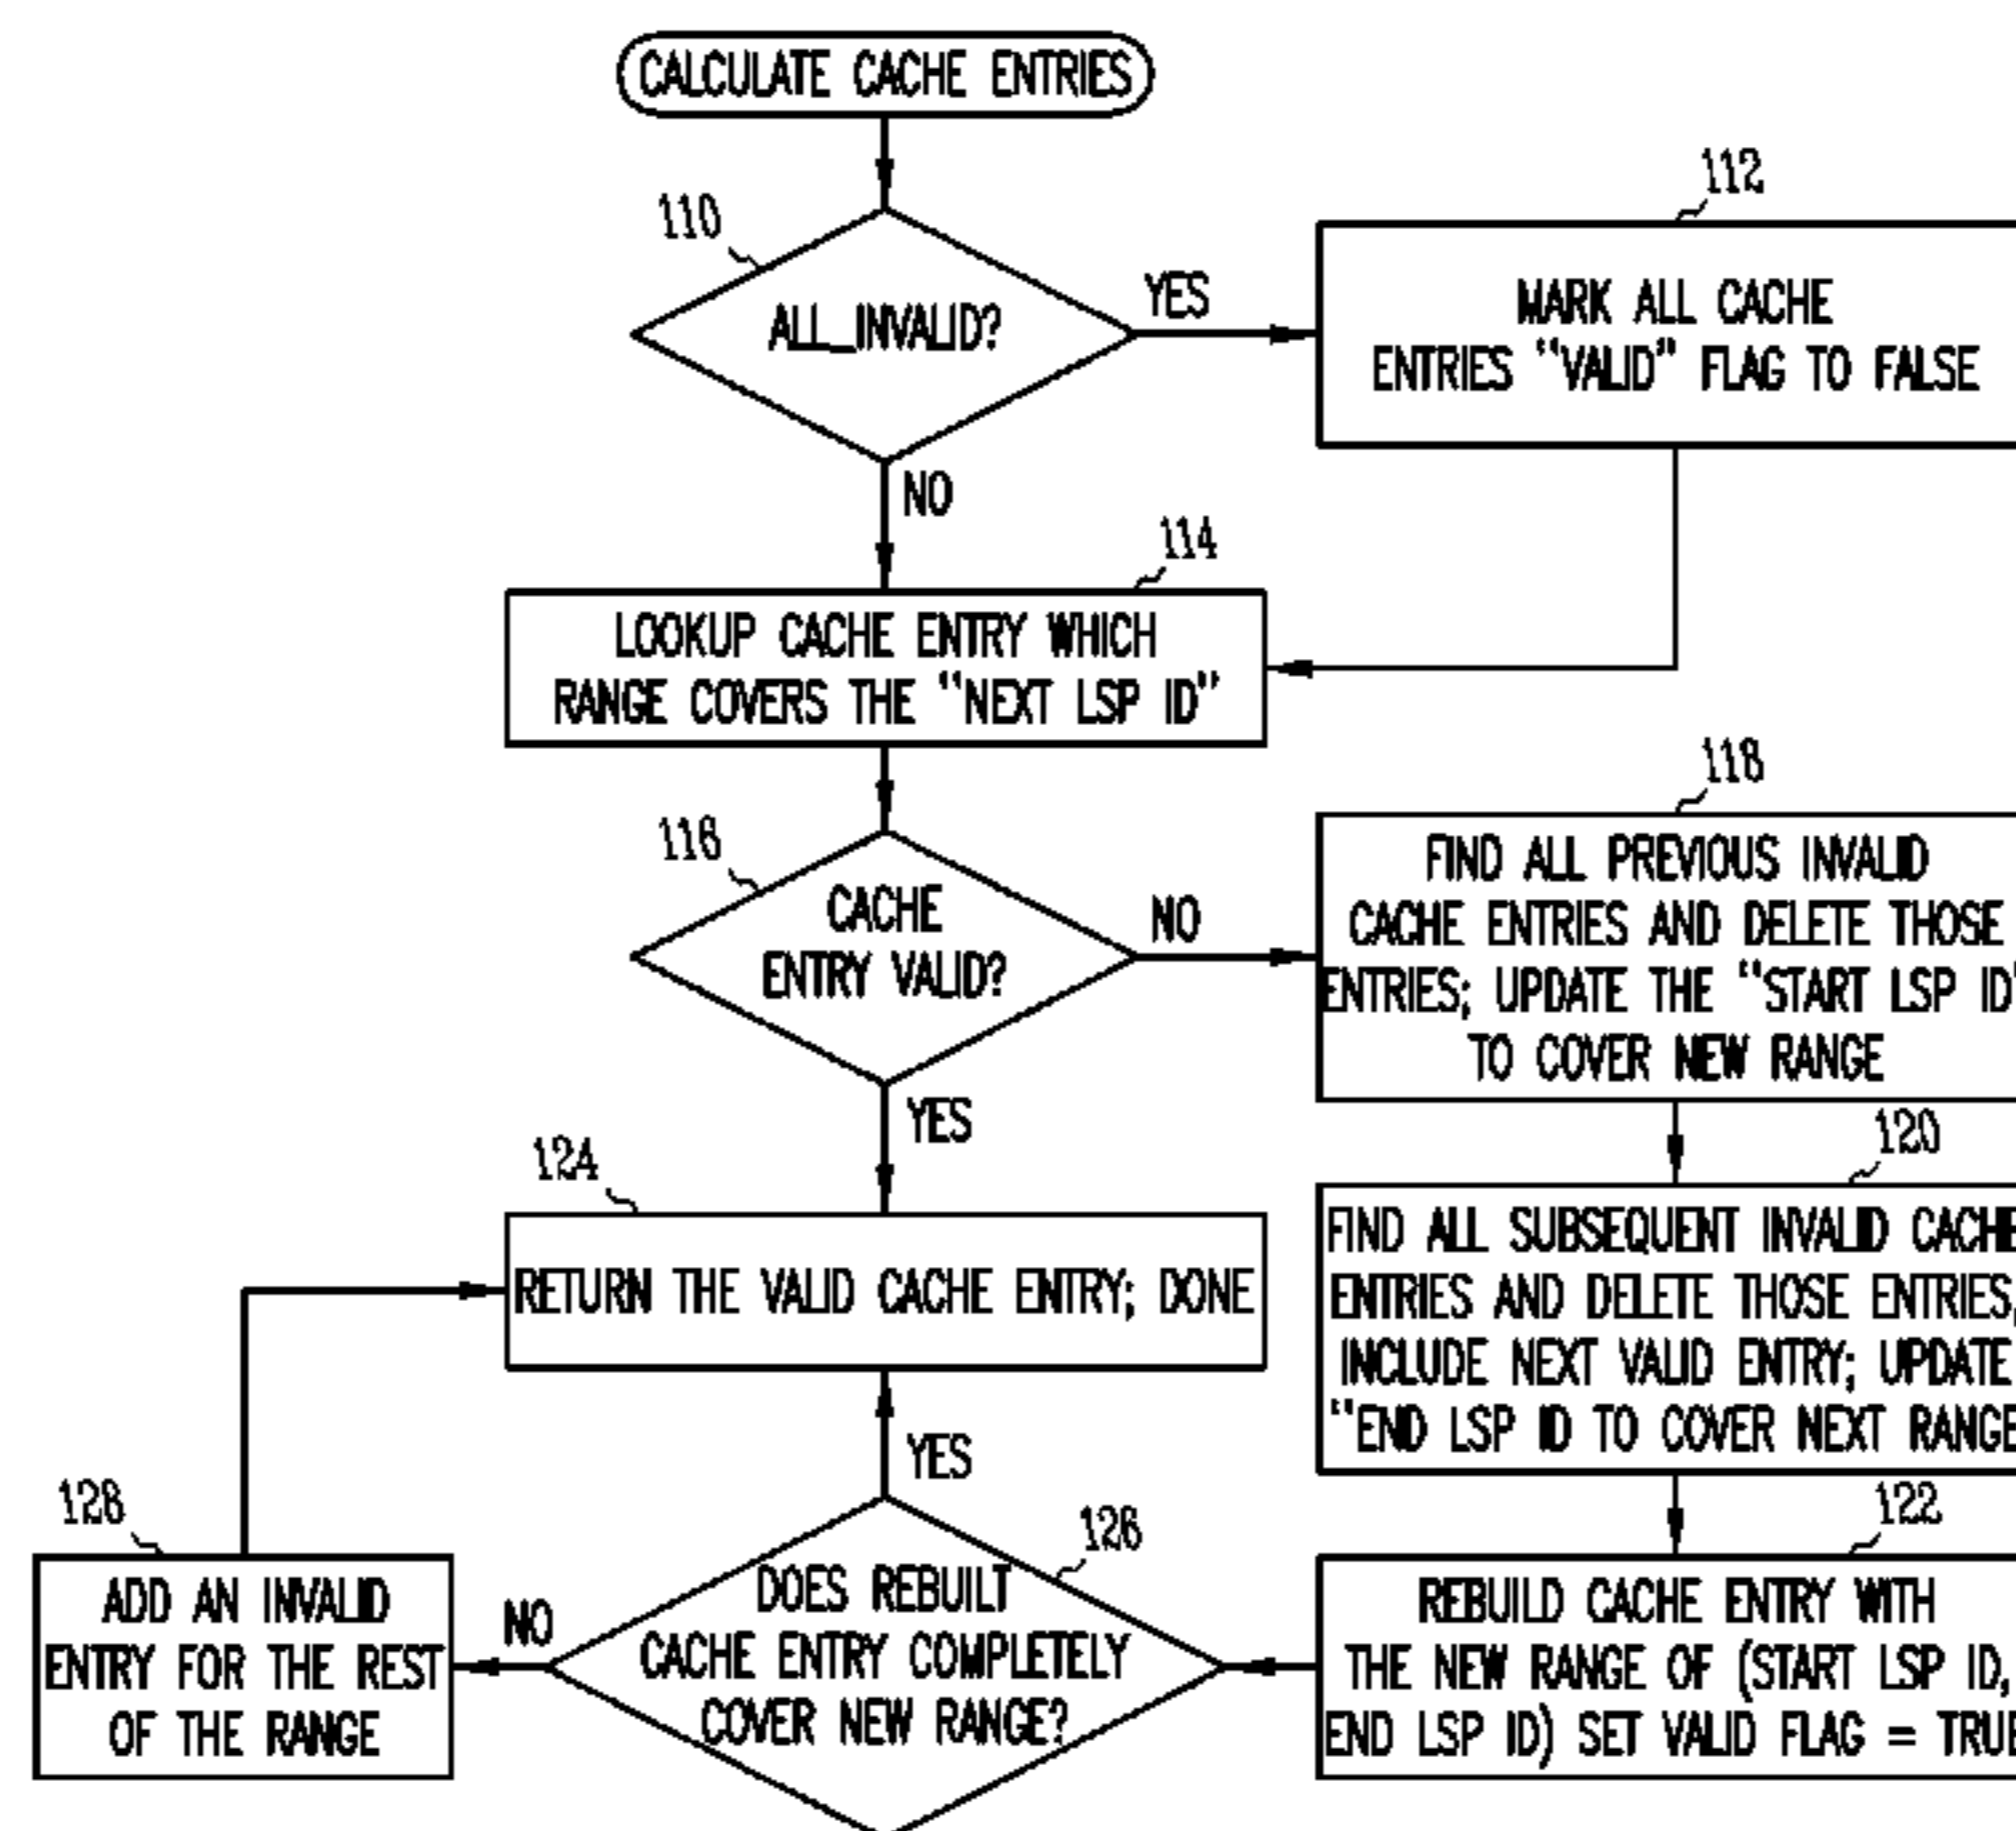 CALCULATE CACHE ENTRIES
110
ALL_INVALID?
YES
112
MARK ALL CACHE
ENTRIES "VALID" FLAG TO FALSE
NO
114
LOOKUP CACHE ENTRY WHICH
RANGE COVERS THE "NEXT LSP ID"
116
CACHE
ENTRY VALID?
NO
118
FIND ALL PREVIOUS INVALID
CACHE ENTRIES AND DELETE THOSE
ENTRIES; UPDATE THE "START LSP ID"
TO COVER NEW RANGE
YES
120
FIND ALL SUBSEQUENT INVALID CACHE
ENTRIES AND DELETE THOSE ENTRIES,
INCLUDE NEXT VALID ENTRY; UPDATE
"END LSP ID TO COVER NEXT RANGE
124
RETURN THE VALID CACHE ENTRY; DONE
YES
122
REBUILD CACHE ENTRY WITH
THE NEW RANGE OF (START LSP ID,
END LSP ID) SET VALID FLAG = TRUE
126
DOES REBUILT
CACHE ENTRY COMPLETELY
COVER NEW RANGE?
NO
128
ADD AN INVALID
ENTRY FOR THE REST
OF THE RANGE